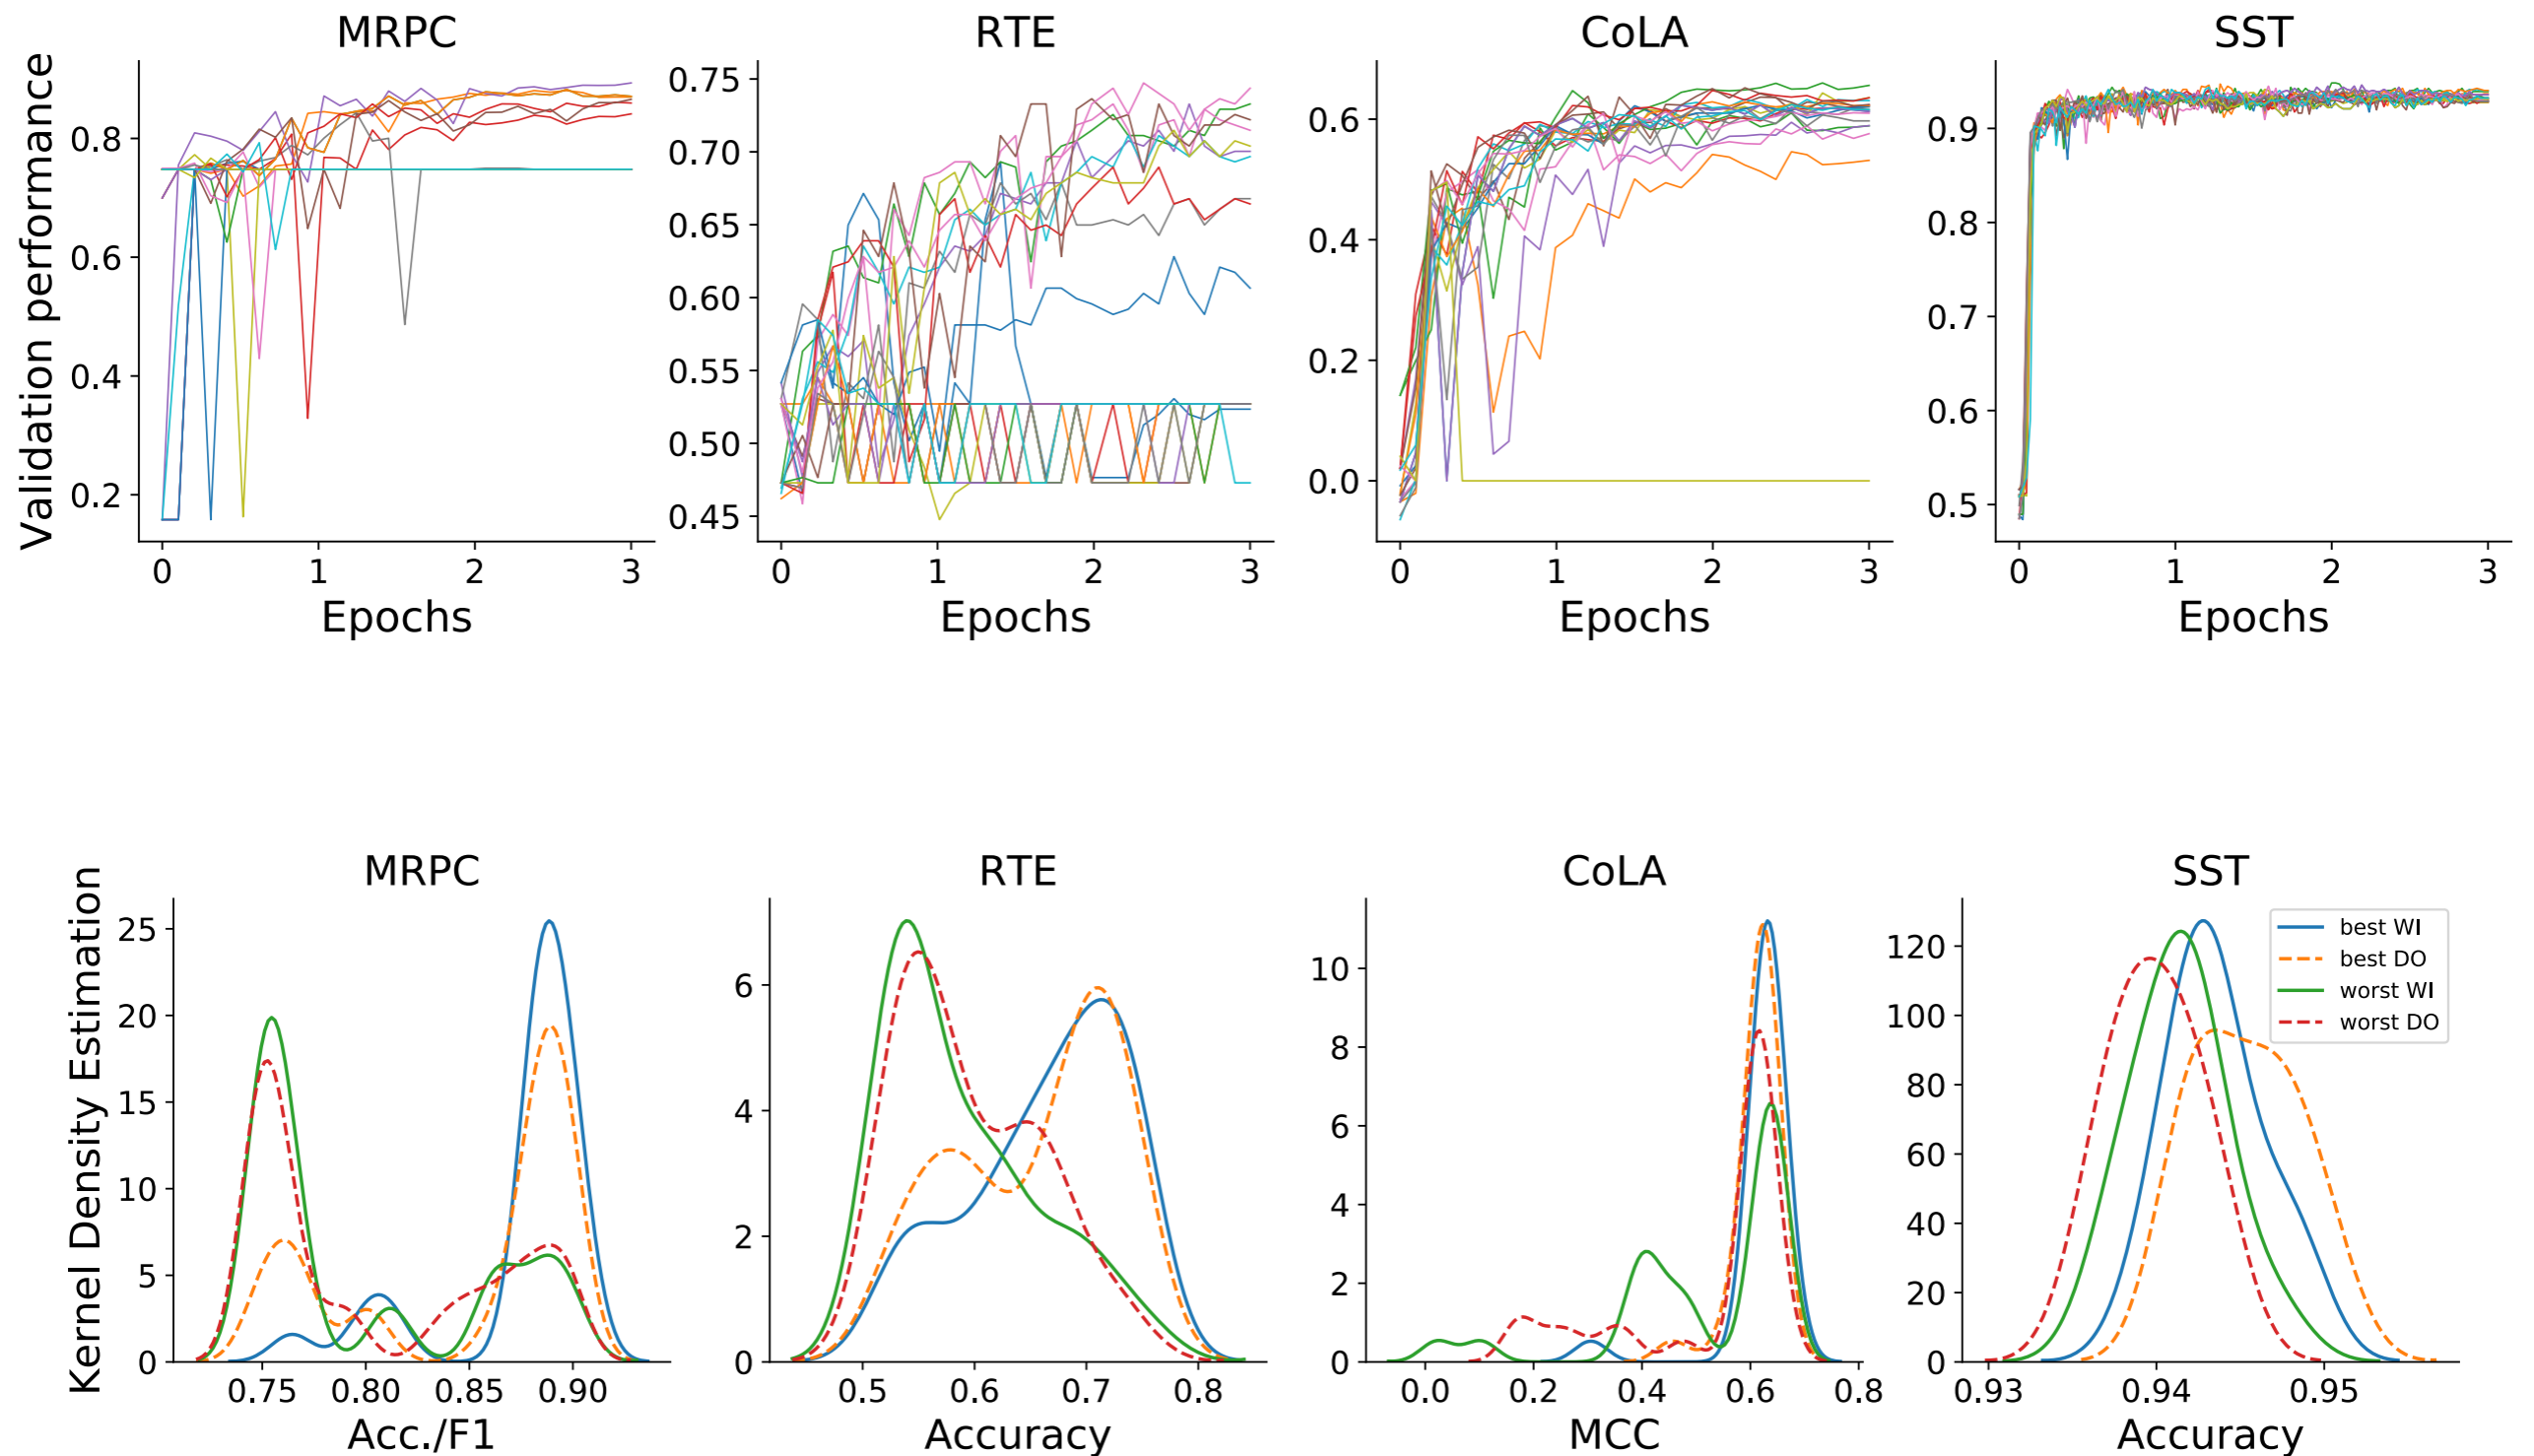 MRPC RTE CoLA SST
Validation performance
0.8
0.6
0.4
0.2
0 1 2 3
Epochs
0.75
0.70
0.65
0.60
0.55
0.50
0.45
0 1 2 3
Epochs
0.6
0.4
0.2
0.0
0 1 2 3
Epochs
0.9
0.8
0.7
0.6
0.5
0 1 2 3
Epochs
MRPC RTE CoLA SST
Kernel Density Estimation
25
20
15
10
5
0
0.75 0.80 0.85 0.90
Acc./F1
6
4
2
0
0.5 0.6 0.7 0.8
Accuracy
10
8
6
4
2
0
0.0 0.2 0.4 0.6 0.8
MCC
120
100
80
60
40
20
0
0.93 0.94 0.95
Accuracy
best WI
best DO
worst WI
worst DO